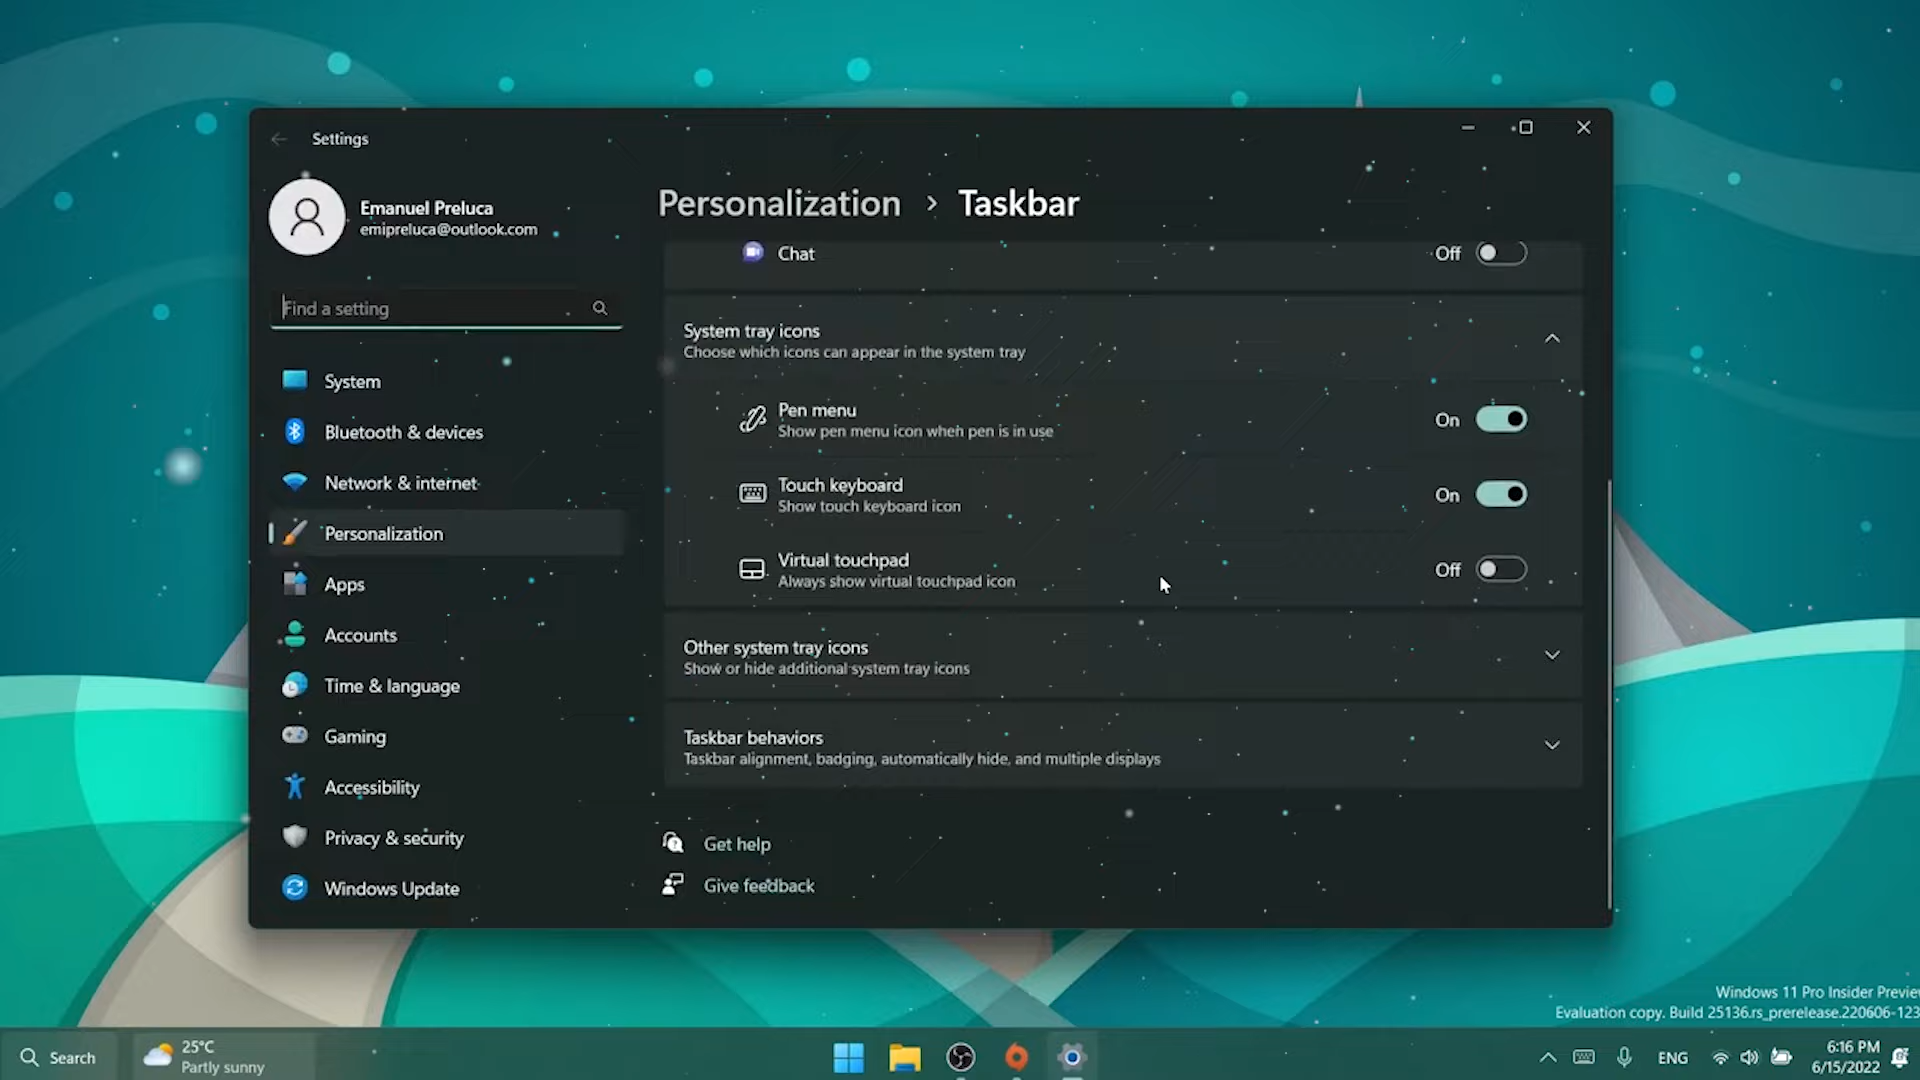 Settings
Emanuel Preluca
emipreluca@outlook.com
Find a setting
System
Bluetooth & devices
Network & internet
Personalization
Apps
Accounts
Time & language
Gaming
Accessibility
Privacy & security
Windows Update
Personalization › Taskbar
Chat
Off
System tray icons
Choose which icons can appear in the system tray
Pen menu
Show pen menu icon when pen is in use
On
Touch keyboard
Show touch keyboard icon
On
Virtual touchpad
Always show virtual touchpad icon
Off
Other system tray icons
Show or hide additional system tray icons
Taskbar behaviors
Taskbar alignment, badging, automatically hide, and multiple displays
Get help
Give feedback
Windows 11 Pro Insider Preview
Evaluation copy. Build 25136.rs_prerelease.220606-123
Search
25°C
Partly sunny
ENG
6:16 PM
6/15/2022